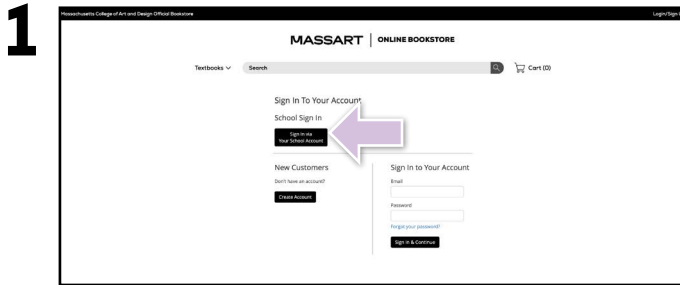 1
Massachusetts College of Art and Design Official Bookstore
Login/Sign
MASSART | ONLINE BOOKSTORE
Textbooks
Search
Cart (0)
Sign In To Your Account
School Sign In
Sign in via
Your School Account
New Customers
Don't have an account?
Create Account
Sign In to Your Account
Email
Password
Forgot your password?
Sign In & Continue